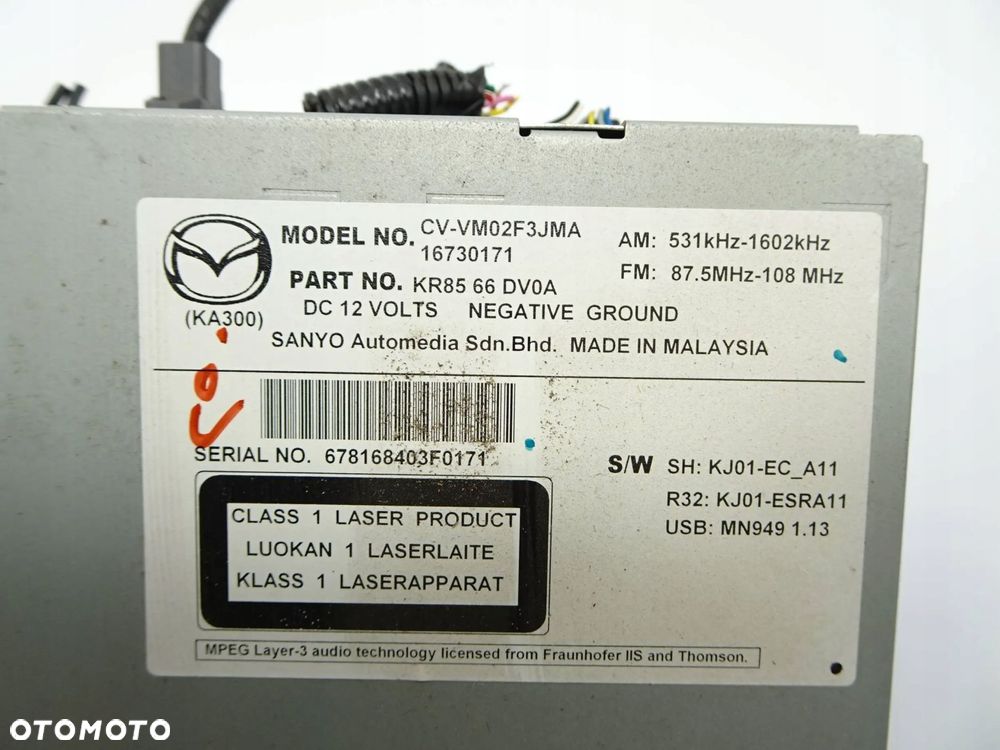 MODEL NO. CV-VM02F3JMA
16730171
AM: 531kHz-1602kHz
PART NO. KR85 66 DV0A
FM: 87.5MHz-108 MHz
(KA300)
DC 12 VOLTS NEGATIVE GROUND
SANYO Automedia Sdn.Bhd. MADE IN MALAYSIA
SERIAL NO. 678168403F0171
S/W SH: KJ01-EC_A11
R32: KJ01-ESRA11
USB: MN949 1.13
CLASS 1 LASER PRODUCT
LUOKAN 1 LASERLAITE
KLASS 1 LASERAPPARAT
MPEG Layer-3 audio technology licensed from Fraunhofer IIS and Thomson.
OTOMOTO